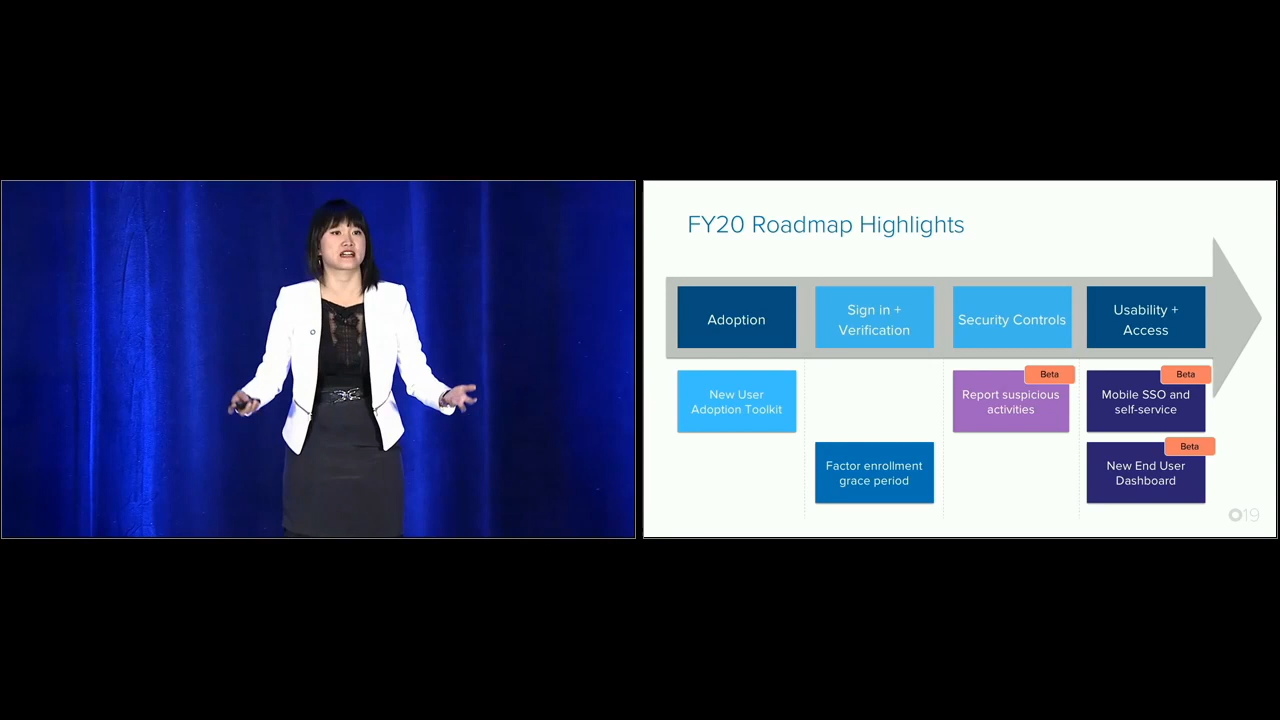 FY20 Roadmap Highlights
Adoption
Sign in +
Verification
Security Controls
Usability +
Access
New User
Adoption Toolkit
Beta
Report suspicious
activities
Beta
Mobile SSO and
self-service
Factor enrollment
grace period
Beta
New End User
Dashboard
19